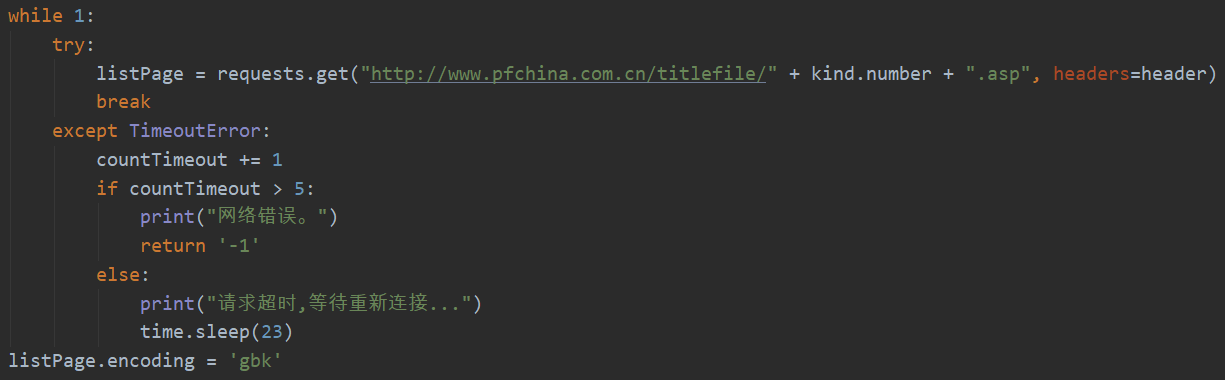 while 1:
    try:
        listPage = requests.get("http://www.pfchina.com.cn/titlefile/" + kind.number + ".asp", headers=header)
        break
    except TimeoutError:
        countTimeout += 1
        if countTimeout > 5:
            print("网络错误。")
            return '-1'
        else:
            print("请求超时,等待重新连接...")
            time.sleep(23)
listPage.encoding = 'gbk'